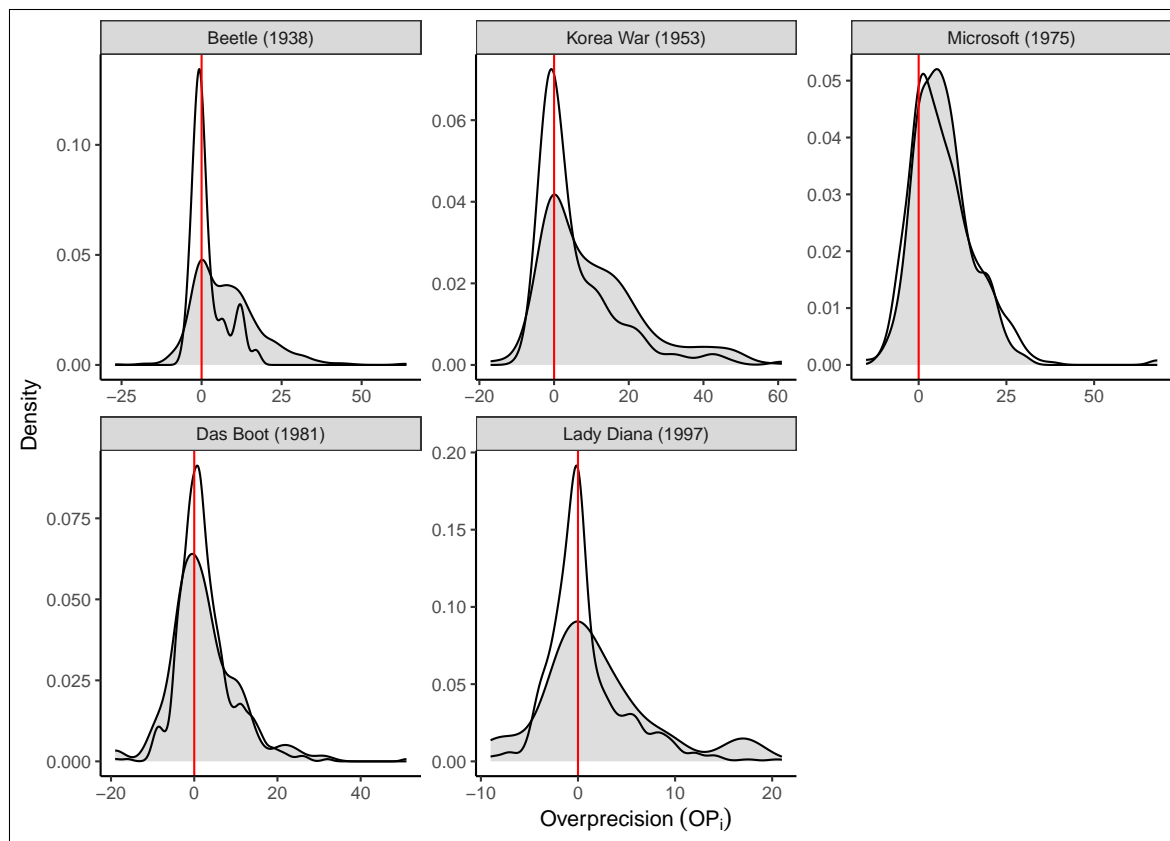 Beetle (1938)
Korea War (1953)
Microsoft (1975)
0.10
0.05
0.00
−25 0 25 50
0.06
0.04
0.02
0.00
−20 0 20 40 60
0.05
0.04
0.03
0.02
0.01
0.00
0 25 50
Density
Das Boot (1981)
Lady Diana (1997)
0.075
0.050
0.025
0.000
−20 0 20 40
0.20
0.15
0.10
0.05
0.00
−10 0 10 20
Overprecision (OPi)